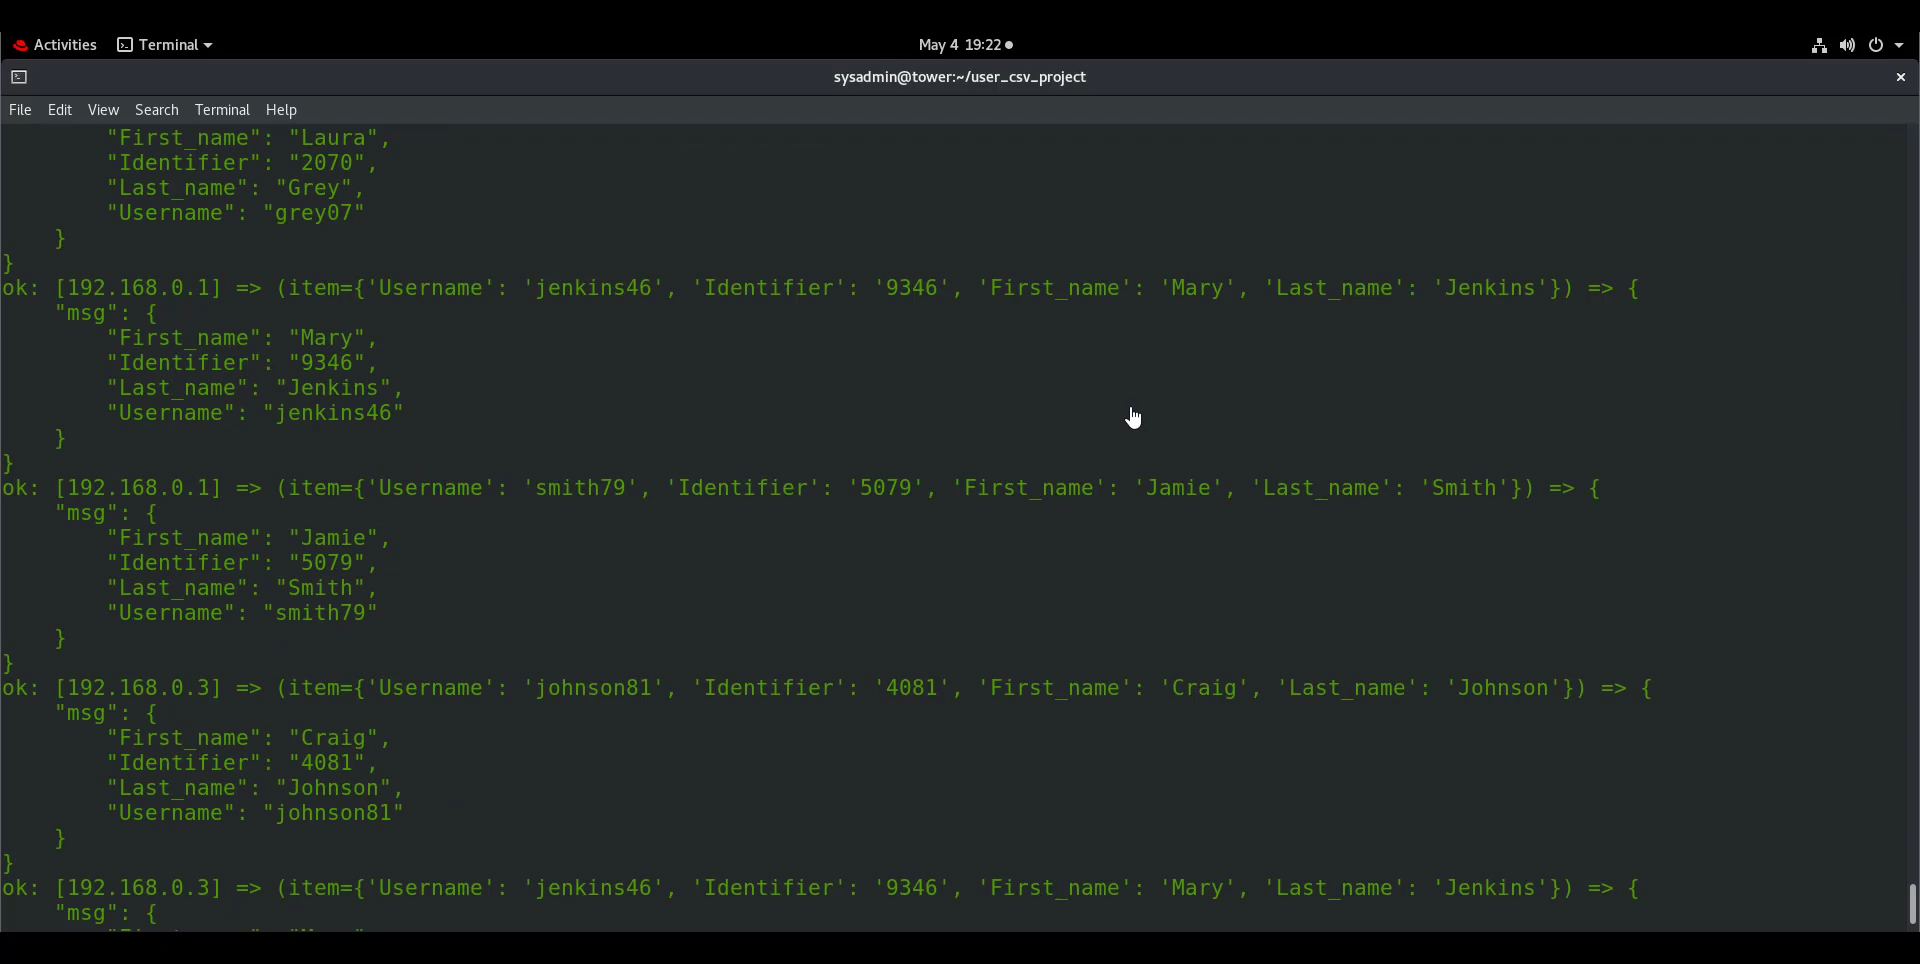 Activities Terminal May 4 19:22
sysadmin@tower:~/user_csv_project
File Edit View Search Terminal Help
"First_name": "Laura",
"Identifier": "2070",
"Last_name": "Grey",
"Username": "grey07"
}
}
ok: [192.168.0.1] => (item={'Username': 'jenkins46', 'Identifier': '9346', 'First_name': 'Mary', 'Last_name': 'Jenkins'}) => {
"msg": {
"First_name": "Mary",
"Identifier": "9346",
"Last_name": "Jenkins",
"Username": "jenkins46"
}
}
ok: [192.168.0.1] => (item={'Username': 'smith79', 'Identifier': '5079', 'First_name': 'Jamie', 'Last_name': 'Smith'}) => {
"msg": {
"First_name": "Jamie",
"Identifier": "5079",
"Last_name": "Smith",
"Username": "smith79"
}
}
ok: [192.168.0.3] => (item={'Username': 'johnson81', 'Identifier': '4081', 'First_name': 'Craig', 'Last_name': 'Johnson'}) => {
"msg": {
"First_name": "Craig",
"Identifier": "4081",
"Last_name": "Johnson",
"Username": "johnson81"
}
}
ok: [192.168.0.3] => (item={'Username': 'jenkins46', 'Identifier': '9346', 'First_name': 'Mary', 'Last_name': 'Jenkins'}) => {
"msg": {